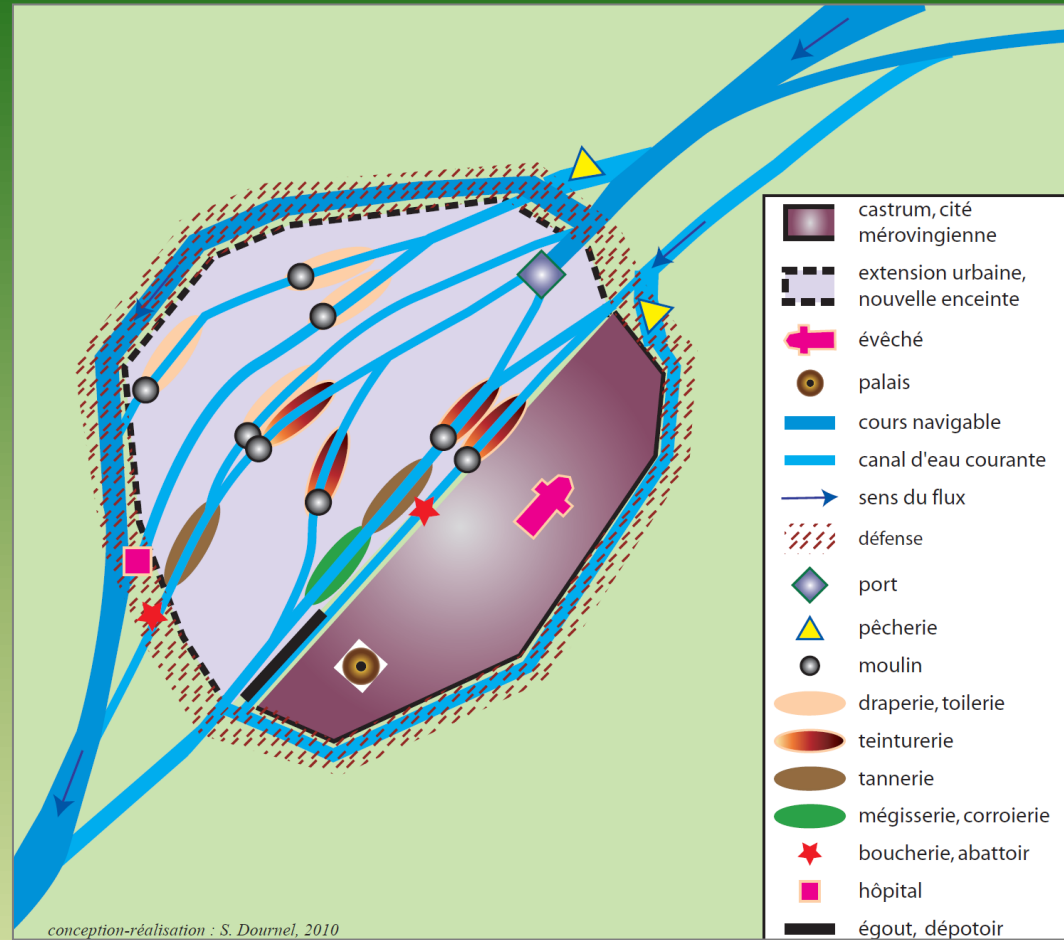 castrum, cité
mérovingienne
extension urbaine,
nouvelle enceinte
évêché
palais
cours navigable
canal d'eau courante
sens du flux
défense
port
pêcherie
moulin
draperie, toilerie
teinturerie
tannerie
mégisserie, corroierie
boucherie, abattoir
hôpital
égout, dépotoir
conception-réalisation : S. Dournel, 2010